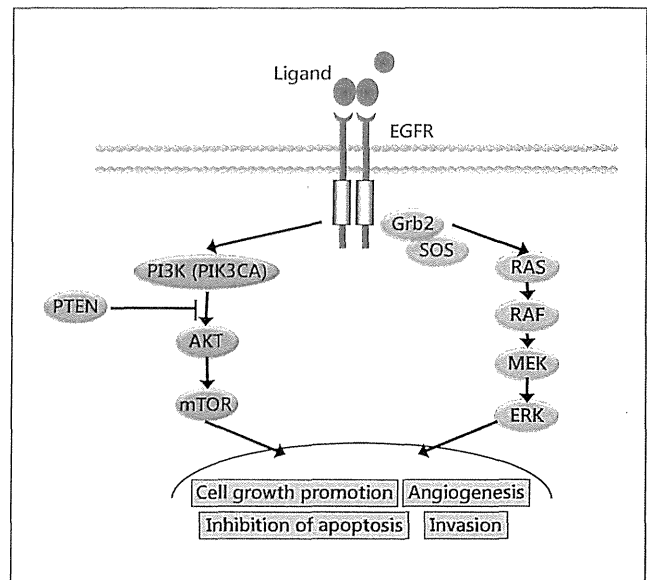 Ligand
EGFR
Grb2
SOS
PI3K (PIK3CA)
RAS
PTEN
RAF
AKT
MEK
mTOR
ERK
Cell growth promotion
Angiogenesis
Inhibition of apoptosis
Invasion